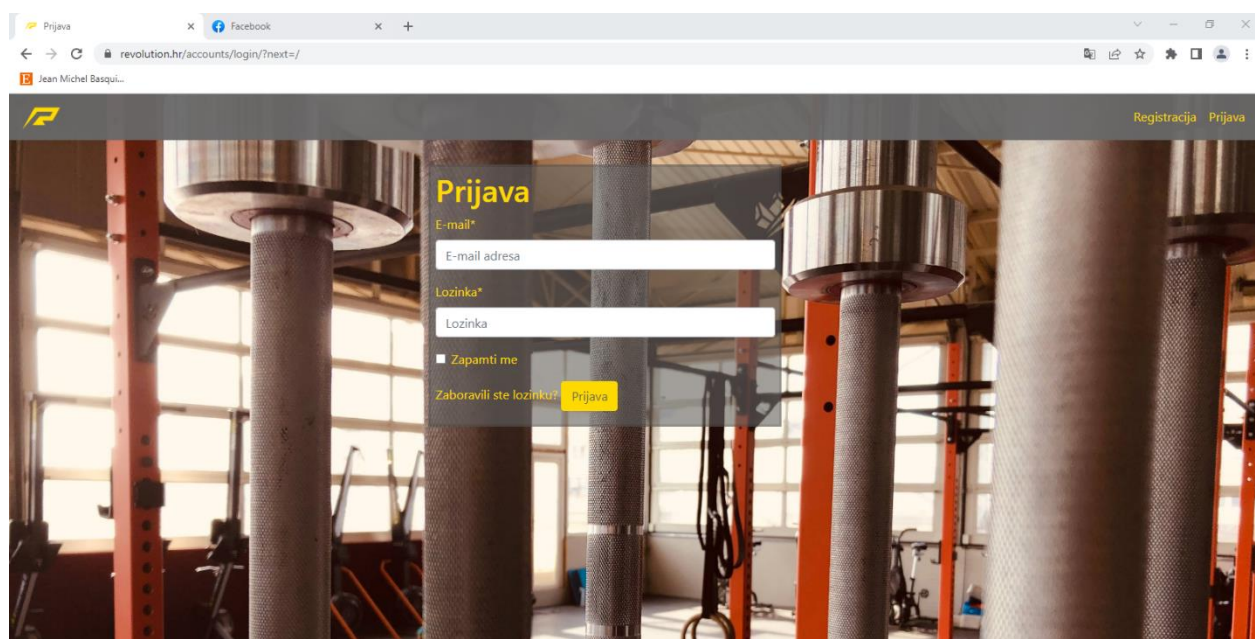 Prijava
Facebook
revolution.hr/accounts/login/?next=/
Jean Michel Basqui...
Registracija Prijava
Prijava
E-mail*
E-mail adresa
Lozinka*
Lozinka
Zapamti me
Zaboravili ste lozinku? Prijava